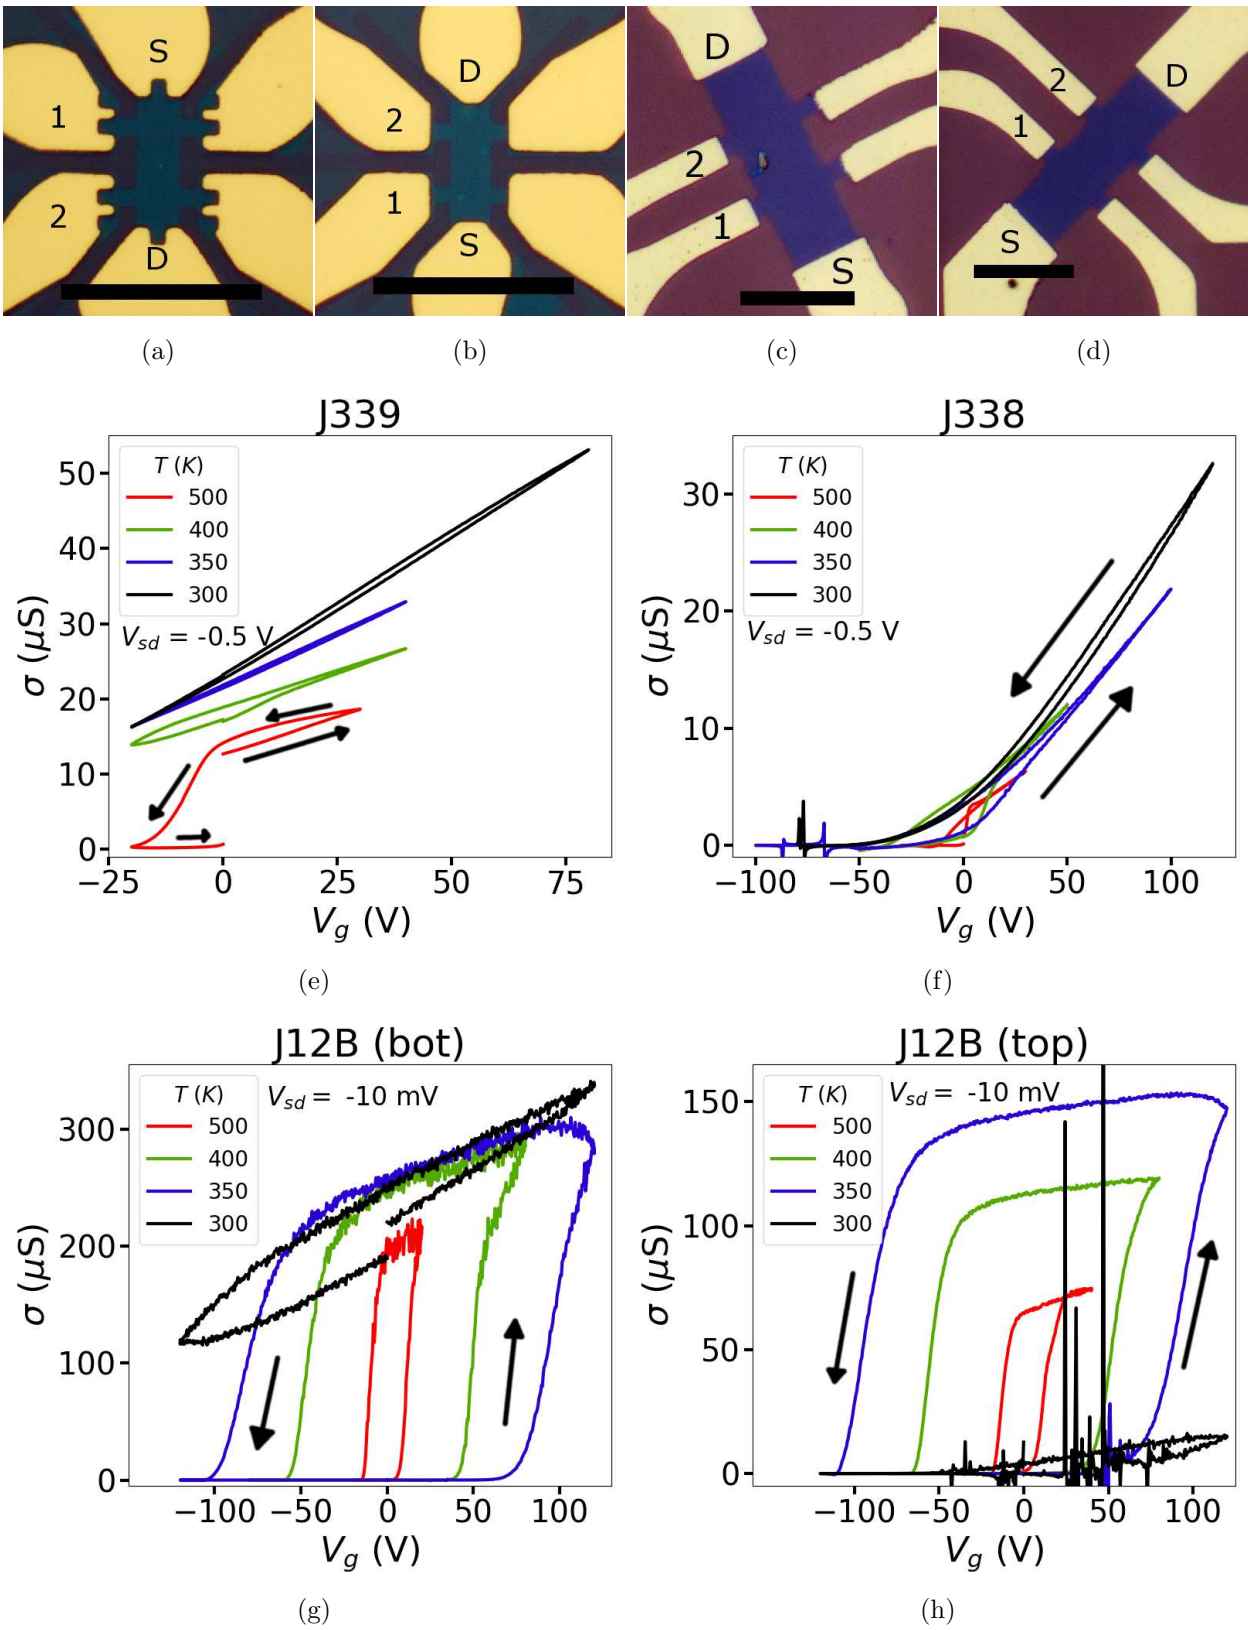 S
1
2
D
D
2
1
S
D
2
1
S
D
2
1
S
(a)
(b)
(c)
(d)
J339
T (K)
500
400
350
300
V_sd = -0.5 V
50
40
30
20
10
0
σ (μS)
−25
0
25
50
75
V_g (V)
(e)
J338
T (K)
500
400
350
300
V_sd = -0.5 V
30
20
10
0
σ (μS)
−100
−50
0
50
100
V_g (V)
(f)
J12B (bot)
T (K)
500
400
350
300
V_sd = -10 mV
300
200
100
0
σ (μS)
−100
−50
0
50
100
V_g (V)
(g)
J12B (top)
T (K)
500
400
350
300
V_sd = -10 mV
150
100
50
0
σ (μS)
−100
−50
0
50
100
V_g (V)
(h)